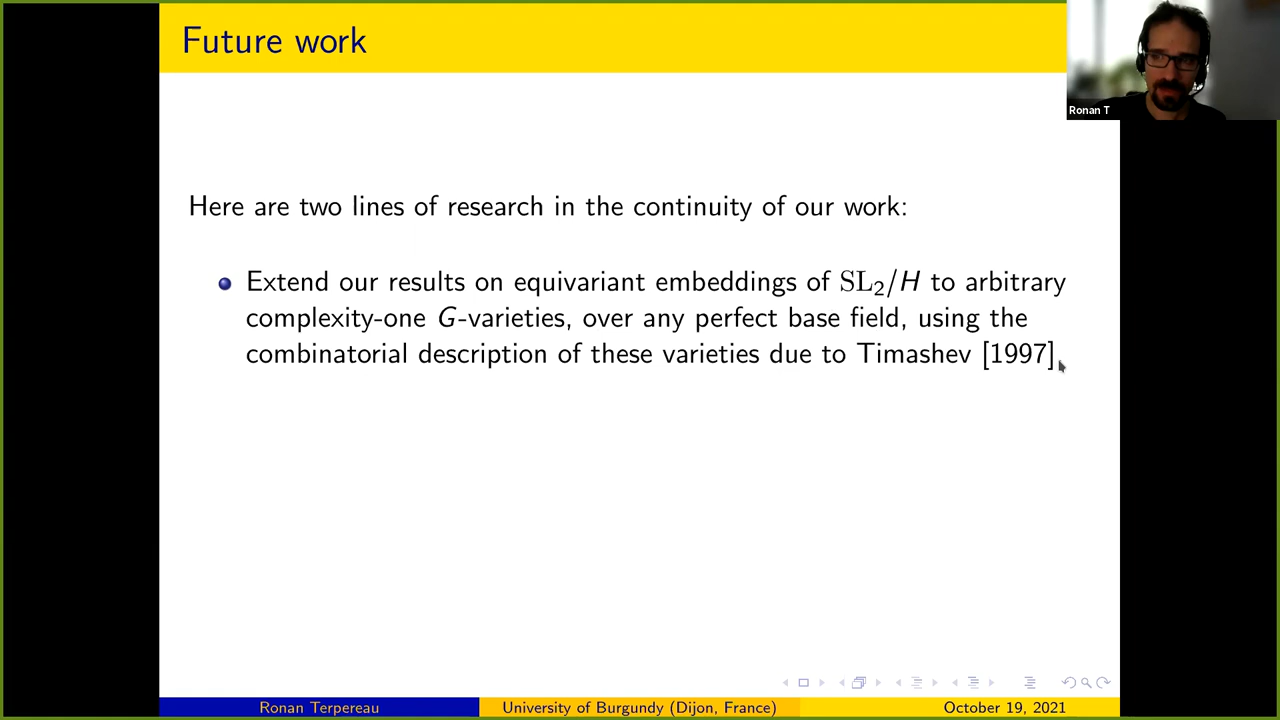 Future work
Ronan T
Here are two lines of research in the continuity of our work:
Extend our results on equivariant embeddings of SL₂/H to arbitrary
complexity-one G-varieties, over any perfect base field, using the
combinatorial description of these varieties due to Timashev [1997].
Ronan Terpereau
University of Burgundy (Dijon, France)
October 19, 2021